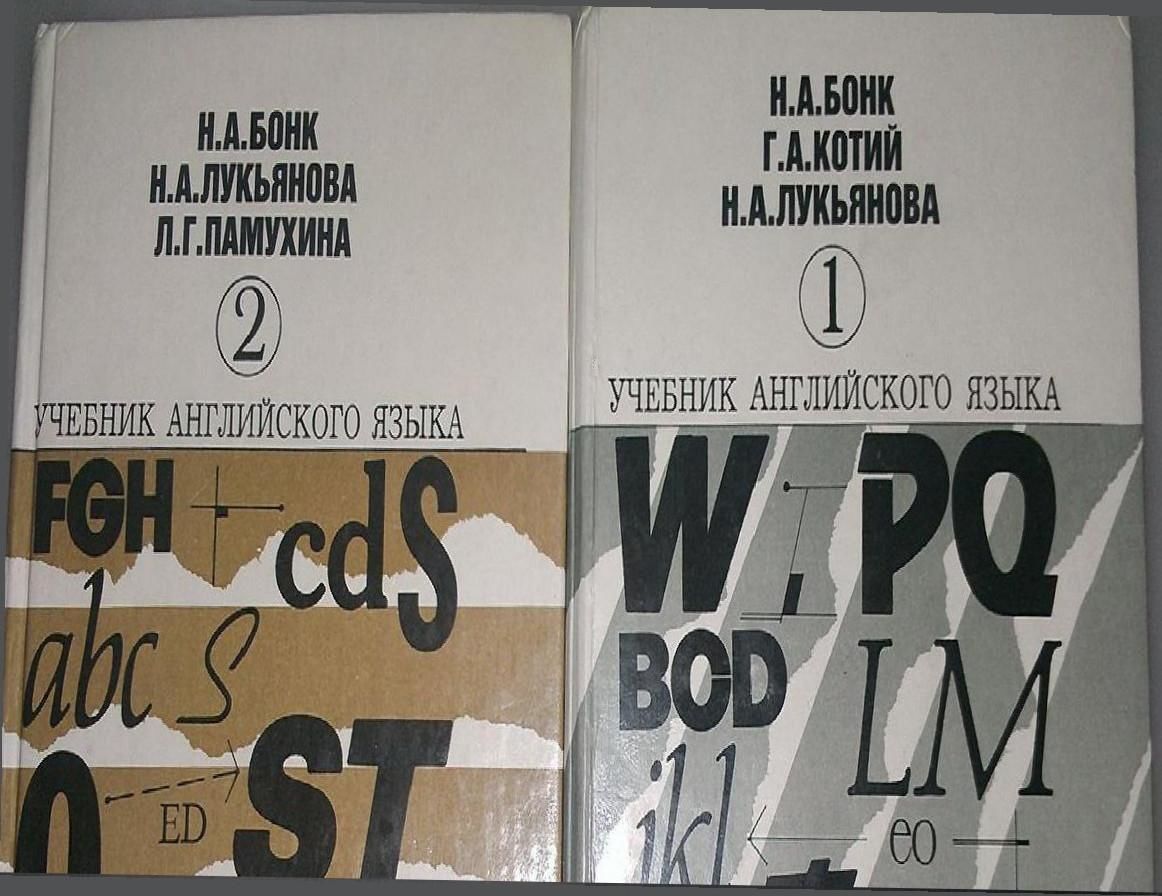 Н.А.БОНК
Н.А.ЛУКЬЯНОВА
Л.Г.ПАМУХИНА
2
УЧЕБНИК АНГЛИЙСКОГО ЯЗЫКА
FGH
cdS
abc S
ST
ED
Н.А.БОНК
Г.А.КОТИЙ
Н.А.ЛУКЬЯНОВА
1
УЧЕБНИК АНГЛИЙСКОГО ЯЗЫКА
W PQ
BCD
LM
ikl
eo